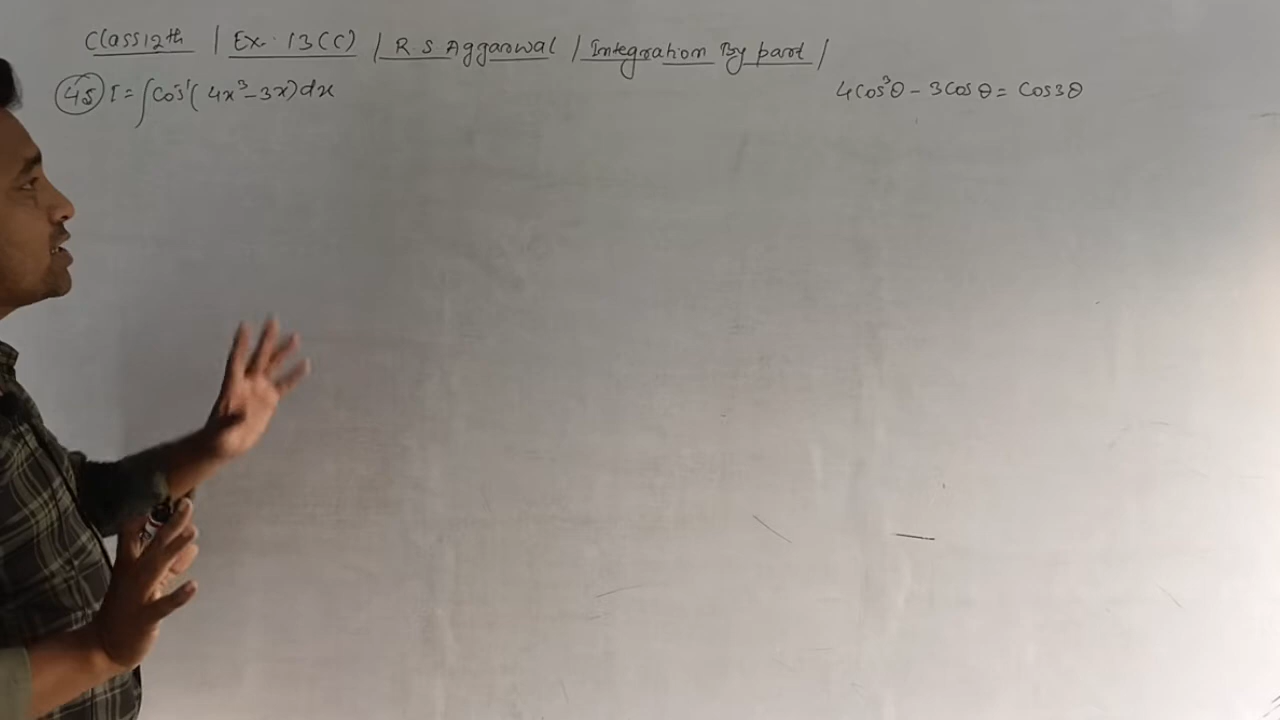 Class 12th / Ex. 13(C) / R.S Aggarwal / Integration By part /
45 I = ∫Cos⁻¹(4x³-3x)dx
4Cos³θ - 3Cosθ = Cos3θ